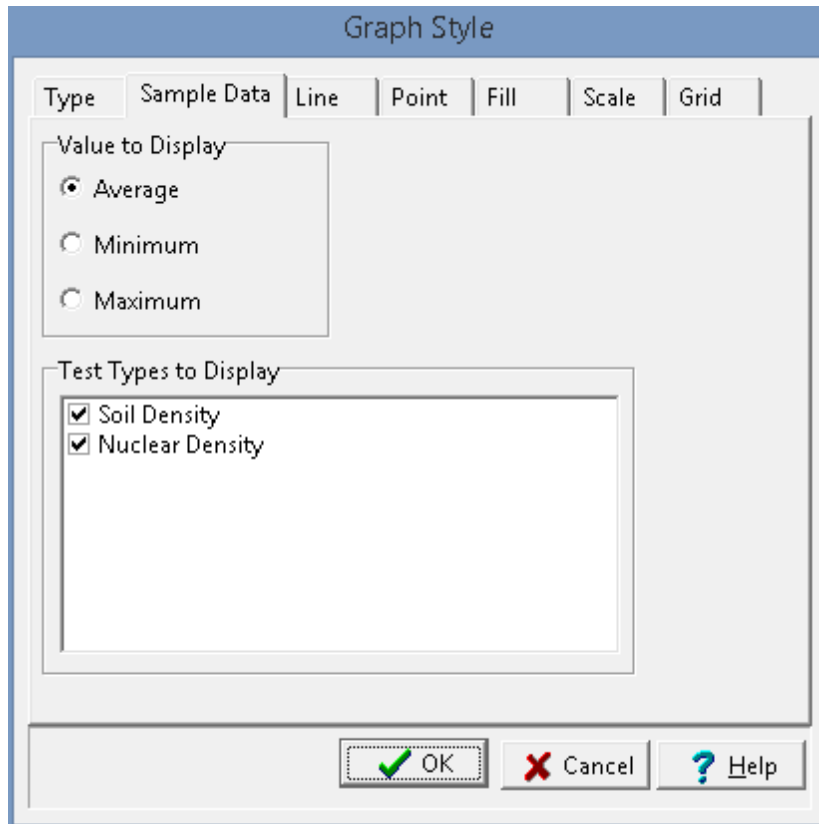 Graph Style
Type Sample Data Line Point Fill Scale Grid
Value to Display
Average
Minimum
Maximum
Test Types to Display
Soil Density
Nuclear Density
OK Cancel Help